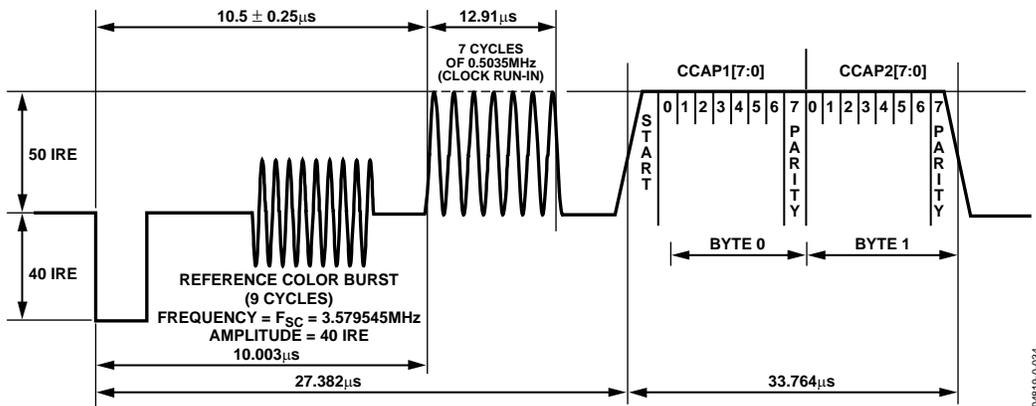 10.5 ± 0.25μs
12.91μs
7 CYCLES
OF 0.5035MHz
(CLOCK RUN-IN)
CCAP1[7:0]
CCAP2[7:0]
0 1 2 3 4 5 6 7
0 1 2 3 4 5 6 7
START
PARITY
PARITY
50 IRE
40 IRE
BYTE 0
BYTE 1
REFERENCE COLOR BURST
(9 CYCLES)
FREQUENCY = FSC = 3.579545MHz
AMPLITUDE = 40 IRE
10.003μs
27.382μs
33.764μs